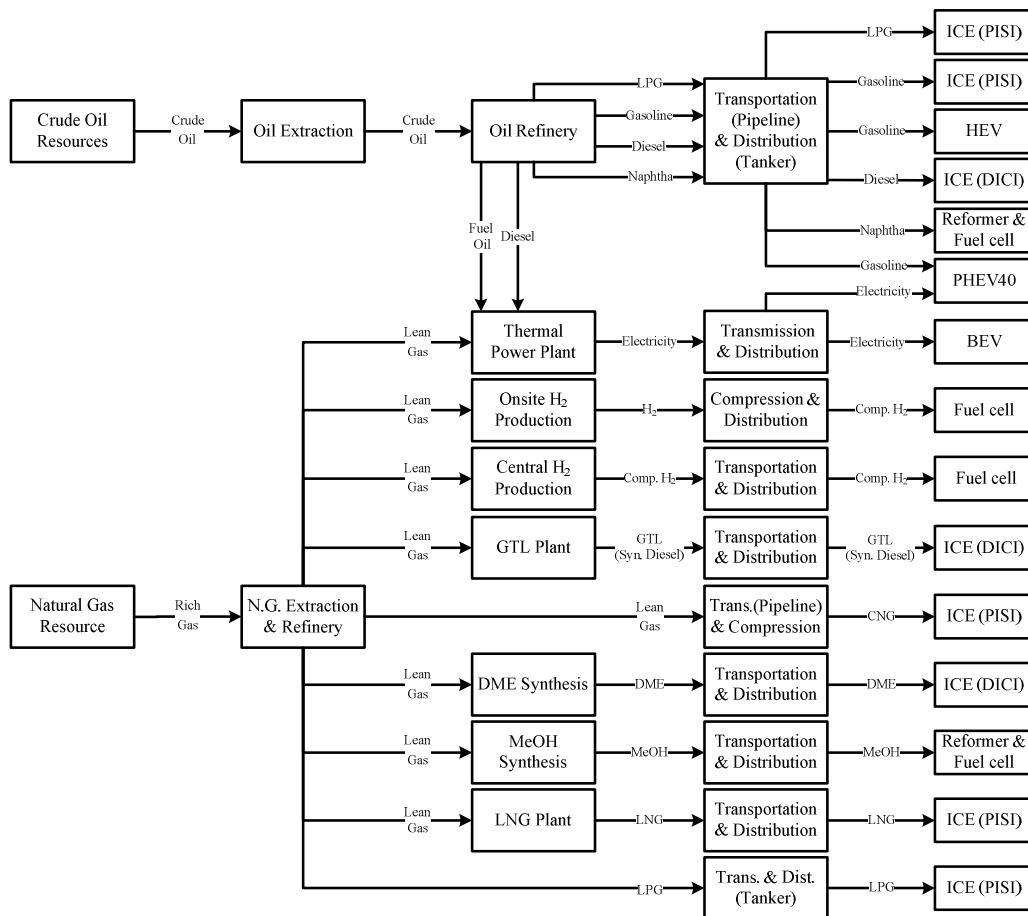 LPG
ICE (PISI)
LPG
Gasoline
ICE (PISI)
Crude Oil
Resources
Crude
Oil
Oil Extraction
Crude
Oil
Oil Refinery
Gasoline
Diesel
Naphtha
Transportation
(Pipeline)
& Distribution
(Tanker)
Gasoline
HEV
Diesel
ICE (DICI)
Naphtha
Reformer &
Fuel cell
Fuel
Oil
Diesel
Gasoline
Electricity
PHEV40
Lean
Gas
Thermal
Power Plant
Electricity
Transmission
& Distribution
Electricity
BEV
Lean
Gas
Onsite H₂
Production
H₂
Compression &
Distribution
Comp. H₂
Fuel cell
Lean
Gas
Central H₂
Production
Comp. H₂
Transportation
& Distribution
Comp. H₂
Fuel cell
Lean
Gas
GTL Plant
GTL
(Syn. Diesel)
Transportation
& Distribution
GTL
(Syn. Diesel)
ICE (DICI)
Natural Gas
Resource
Rich
Gas
N.G. Extraction
& Refinery
Lean
Gas
Trans.(Pipeline)
& Compression
CNG
ICE (PISI)
Lean
Gas
DME Synthesis
DME
Transportation
& Distribution
DME
ICE (DICI)
Lean
Gas
MeOH
Synthesis
MeOH
Transportation
& Distribution
MeOH
Reformer &
Fuel cell
Lean
Gas
LNG Plant
LNG
Transportation
& Distribution
LNG
ICE (PISI)
LPG
Trans. & Dist.
(Tanker)
LPG
ICE (PISI)